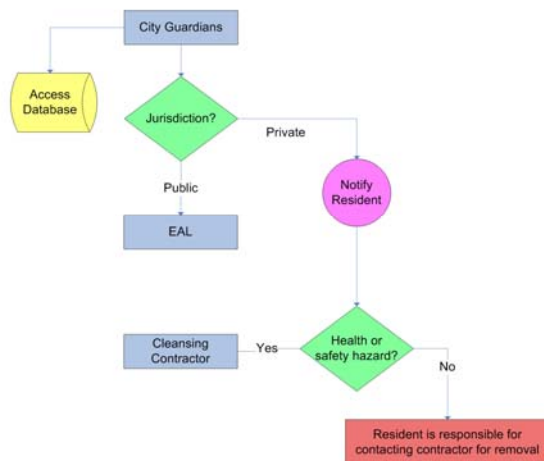 City Guardians
Access
Database
Jurisdiction?
Private
Public
Notify
Resident
EAL
Cleansing
Contractor
Yes
Health or
safety hazard?
No
Resident is responsible for
contacting contractor for removal